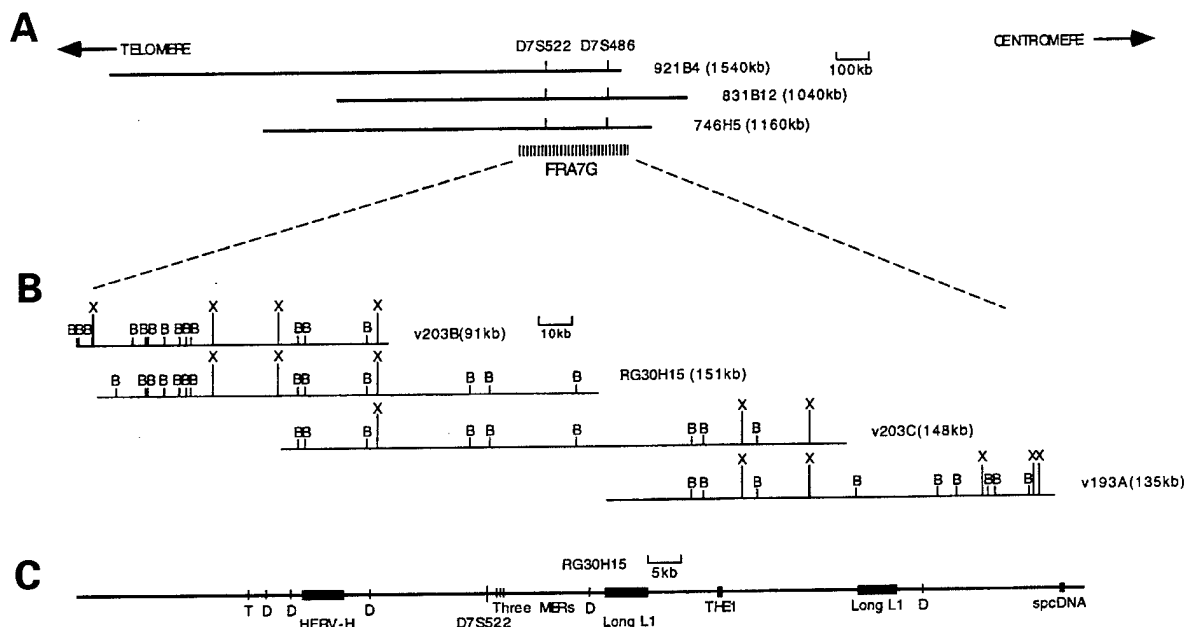 A
TELOMERE
D7S522 D7S486
CENTROMEFE
100kb
921B4 (1540kb)
831B12 (1040kb)
746H5 (1160kb)
FRA7G
B
X X X X
BBB B BB B BBB BB B
v203B(91kb)
10kb
X X X
B BB B BBB BB B B B B
RG30H15 (151kb)
X X X
BB B B B B BB B
v203C(148kb)
X X X XX
BB B B B B BB B
v193A(135kb)
C
RG30H15
5kb
T D D HERV-H D D7S522 Three MERs D Long L1 THE1 Long L1 D spcDNA